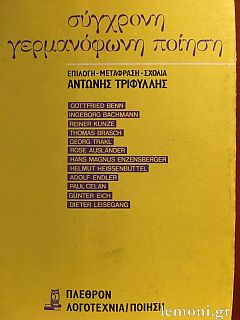 σύγχρονη
γερμανόφωνη ποίηση
ΕΠΙΛΟΓΗ - ΜΕΤΑΦΡΑΣΗ - ΣΧΟΛΙΑ
ΑΝΤΩΝΗΣ ΤΡΙΦΥΛΛΗΣ
GOTTFRIED BENN
INGEBORG BACHMANN
REINER KUNZE
THOMAS BRASCH
GEORG TRAKL
ROSE AUSLÄNDER
HANS MAGNUS ENZENSBERGER
HELMUT HEISSENBÜTTEL
ADOLF ENDLER
PAUL CELAN
GÜNTER EICH
DIETER LEISEGANG
ΠΛΕΘΡΟΝ
ΛΟΓΟΤΕΧΝΙΑ/ΠΟΙΗΣΗ
lemoni.gr